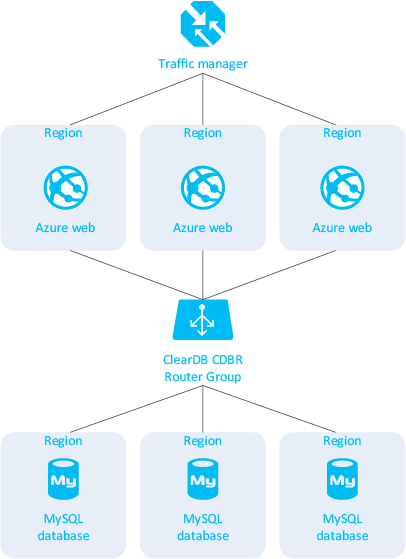 Traffic manager
Region
Region
Region
Azure web
Azure web
Azure web
ClearDB CDBR
Router Group
Region
Region
Region
My
My
My
MySQL
database
MySQL
database
MySQL
database